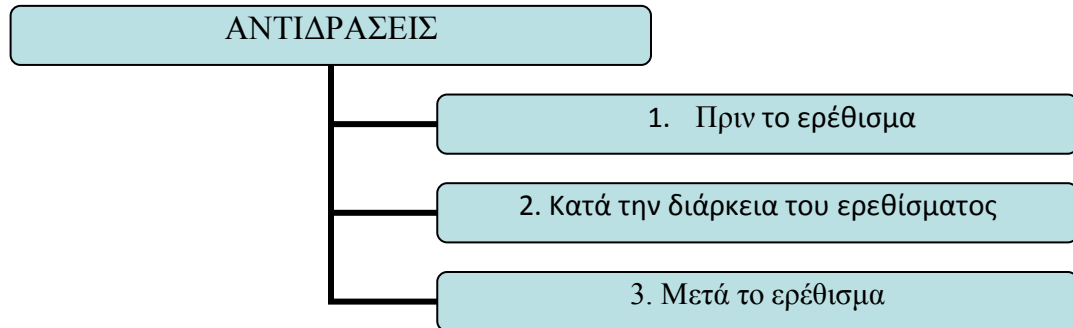 ΑΝΤΙΔΡΑΣΕΙΣ
1. Πριν το ερέθισμα
2. Κατά την διάρκεια του ερεθίσματος
3. Μετά το ερέθισμα